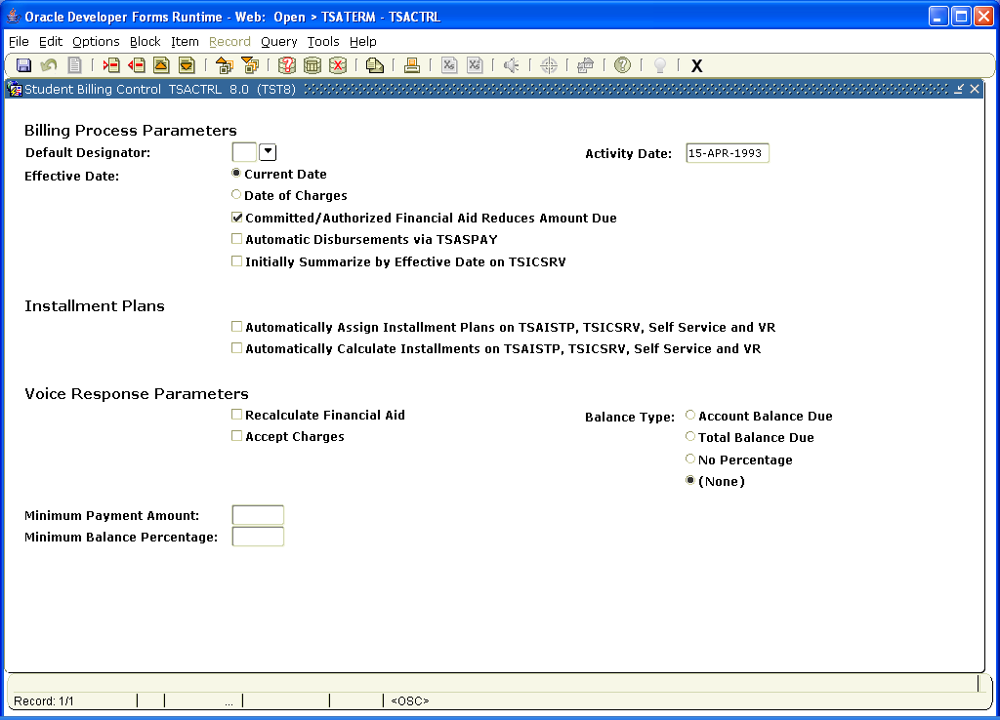 Oracle Developer Forms Runtime - Web: Open > TSATERM - TSACTRL
File Edit Options Block Item Record Query Tools Help
X
Student Billing Control TSACTRL 8.0 (TST8)
Billing Process Parameters
Default Designator:
Activity Date: 15-APR-1993
Effective Date: Current Date
Date of Charges
Committed/Authorized Financial Aid Reduces Amount Due
Automatic Disbursements via TSASPAY
Initially Summarize by Effective Date on TSICSRV
Installment Plans
Automatically Assign Installment Plans on TSAISTP, TSICSRV, Self Service and VR
Automatically Calculate Installments on TSAISTP, TSICSRV, Self Service and VR
Voice Response Parameters
Recalculate Financial Aid
Accept Charges
Balance Type: Account Balance Due
Total Balance Due
No Percentage
(None)
Minimum Payment Amount:
Minimum Balance Percentage:
Record: 1/1 ... <OSC>